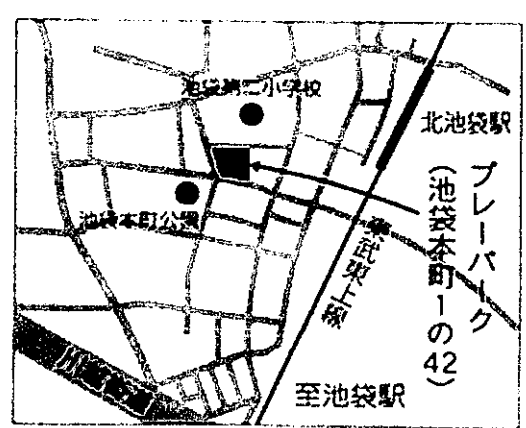 池袋第二小学校
北池袋駅
プレーパーク
(池袋本町1の42)
池袋本町公園
東武東上線
至池袋駅